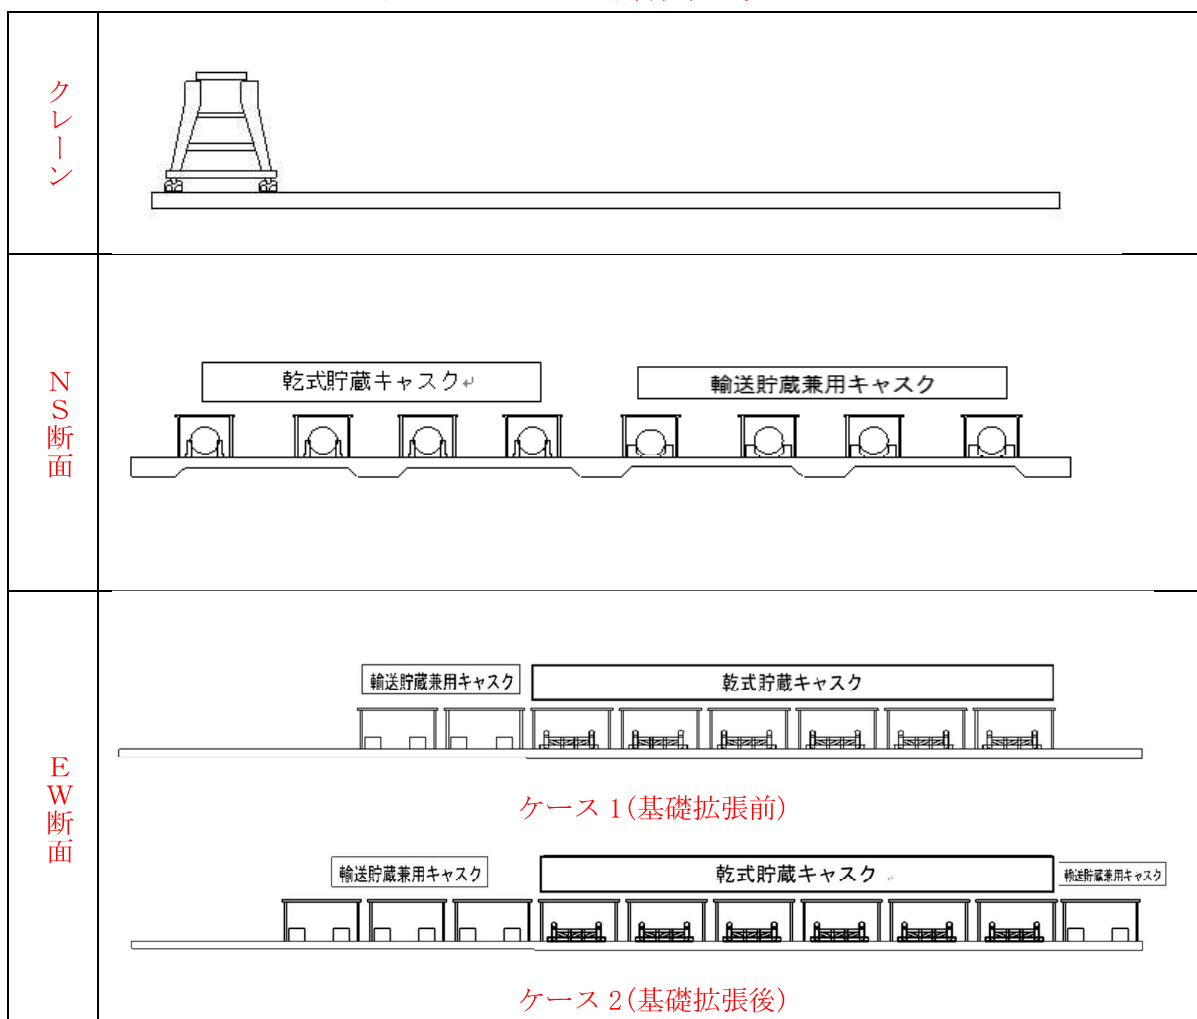 クレーン
NS断面
乾式貯蔵キャスク↵
輸送貯蔵兼用キャスク
EW断面
輸送貯蔵兼用キャスク
乾式貯蔵キャスク
ケース1(基礎拡張前)
輸送貯蔵兼用キャスク
乾式貯蔵キャスク
輸送貯蔵兼用キャスク
ケース2(基礎拡張後)